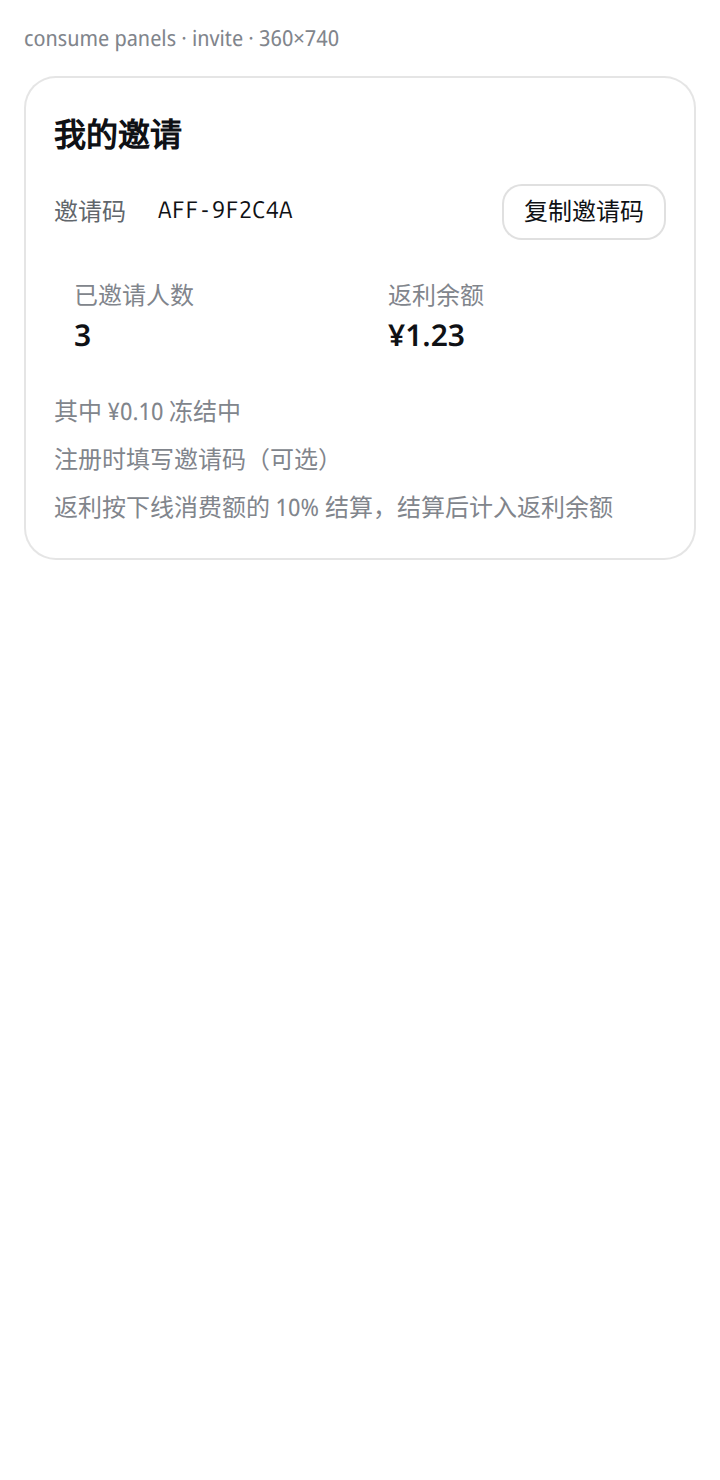 consume panels · invite · 360×740
我的邀请
邀请码 AFF-9F2C4A 复制邀请码
已邀请人数 返利余额
3 ¥1.23
其中 ¥0.10 冻结中
注册时填写邀请码（可选）
返利按下线消费额的 10% 结算，结算后计入返利余额